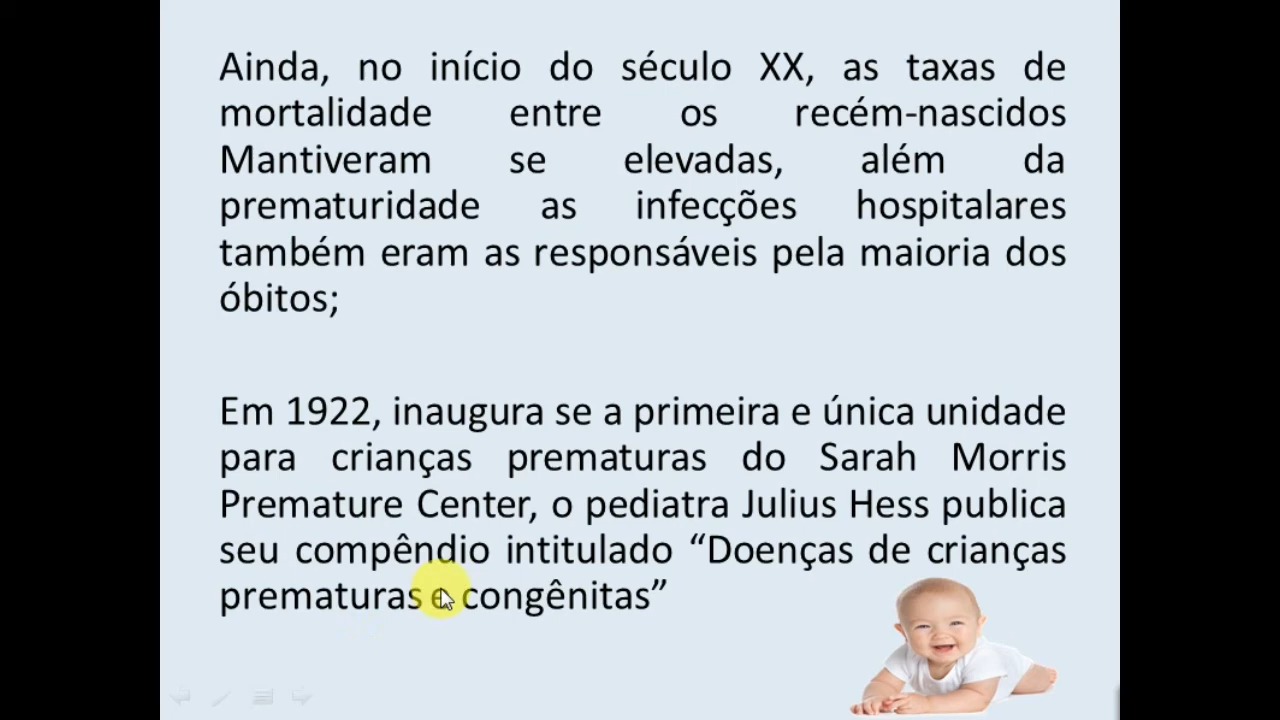 Ainda, no início do século XX, as taxas de
mortalidade entre os recém-nascidos
Mantiveram se elevadas, além da
prematuridade as infecções hospitalares
também eram as responsáveis pela maioria dos
óbitos;
Em 1922, inaugura se a primeira e única unidade
para crianças prematuras do Sarah Morris
Premature Center, o pediatra Julius Hess publica
seu compêndio intitulado “Doenças de crianças
prematuras e congênitas”